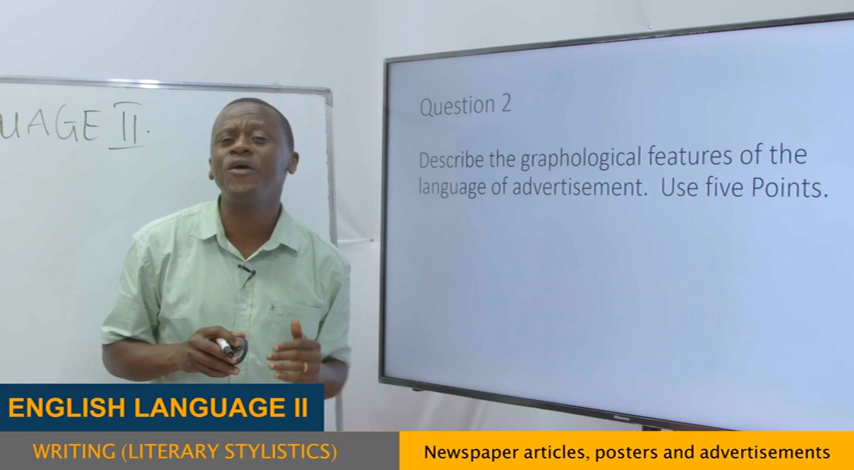 UAGE II.
Question 2
Describe the graphological features of the
language of advertisement. Use five Points.
ENGLISH LANGUAGE II
WRITING (LITERARY STYLISTICS)
Newspaper articles, posters and advertisements